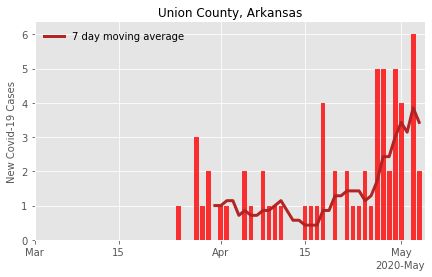 Union County, Arkansas
7 day moving average
New Covid-19 Cases
6
5
4
3
2
1
0
Mar
15
Apr
15
May
2020-May